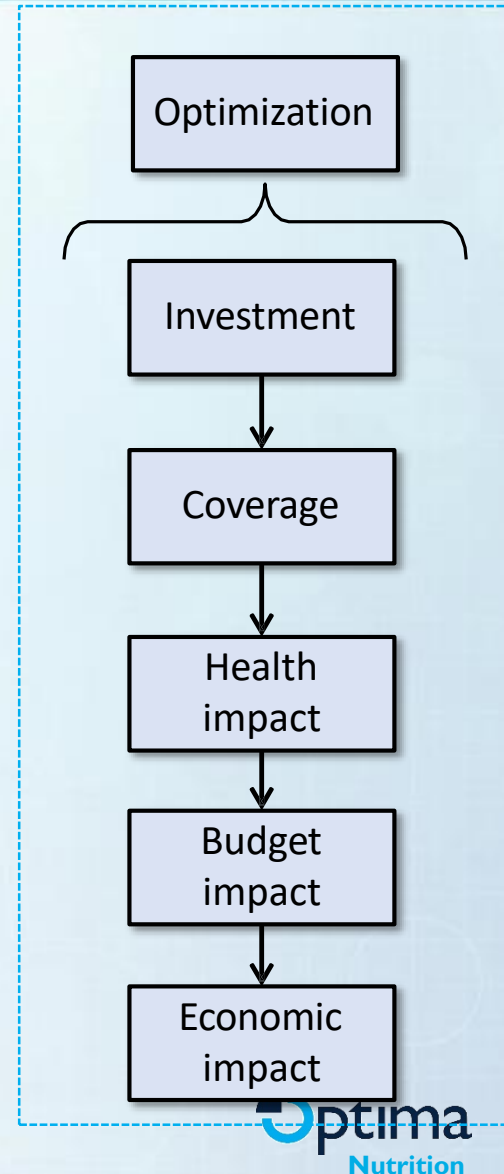 Optimization
Investment
Coverage
Health
impact
Budget
impact
Economic
impact
Optima
Nutrition